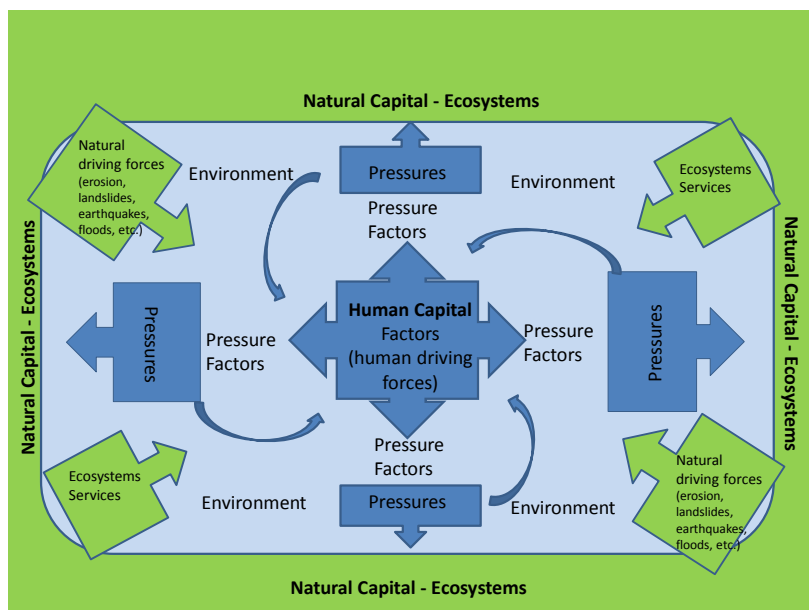 Natural Capital - Ecosystems
Natural
driving forces
(erosion,
landslides,
earthquakes,
floods, etc.)
Environment
Pressures
Environment
Ecosystems
Services
Pressure
Factors
Natural Capital - Ecosystems
Pressures
Pressure
Factors
Human Capital
Factors
(human driving
forces)
Pressure
Factors
Pressures
Natural Capital - Ecosystems
Pressure
Factors
Ecosystems
Services
Environment
Pressures
Environment
Natural
driving forces
(erosion,
landslides,
earthquakes,
floods, etc.)
Natural Capital - Ecosystems